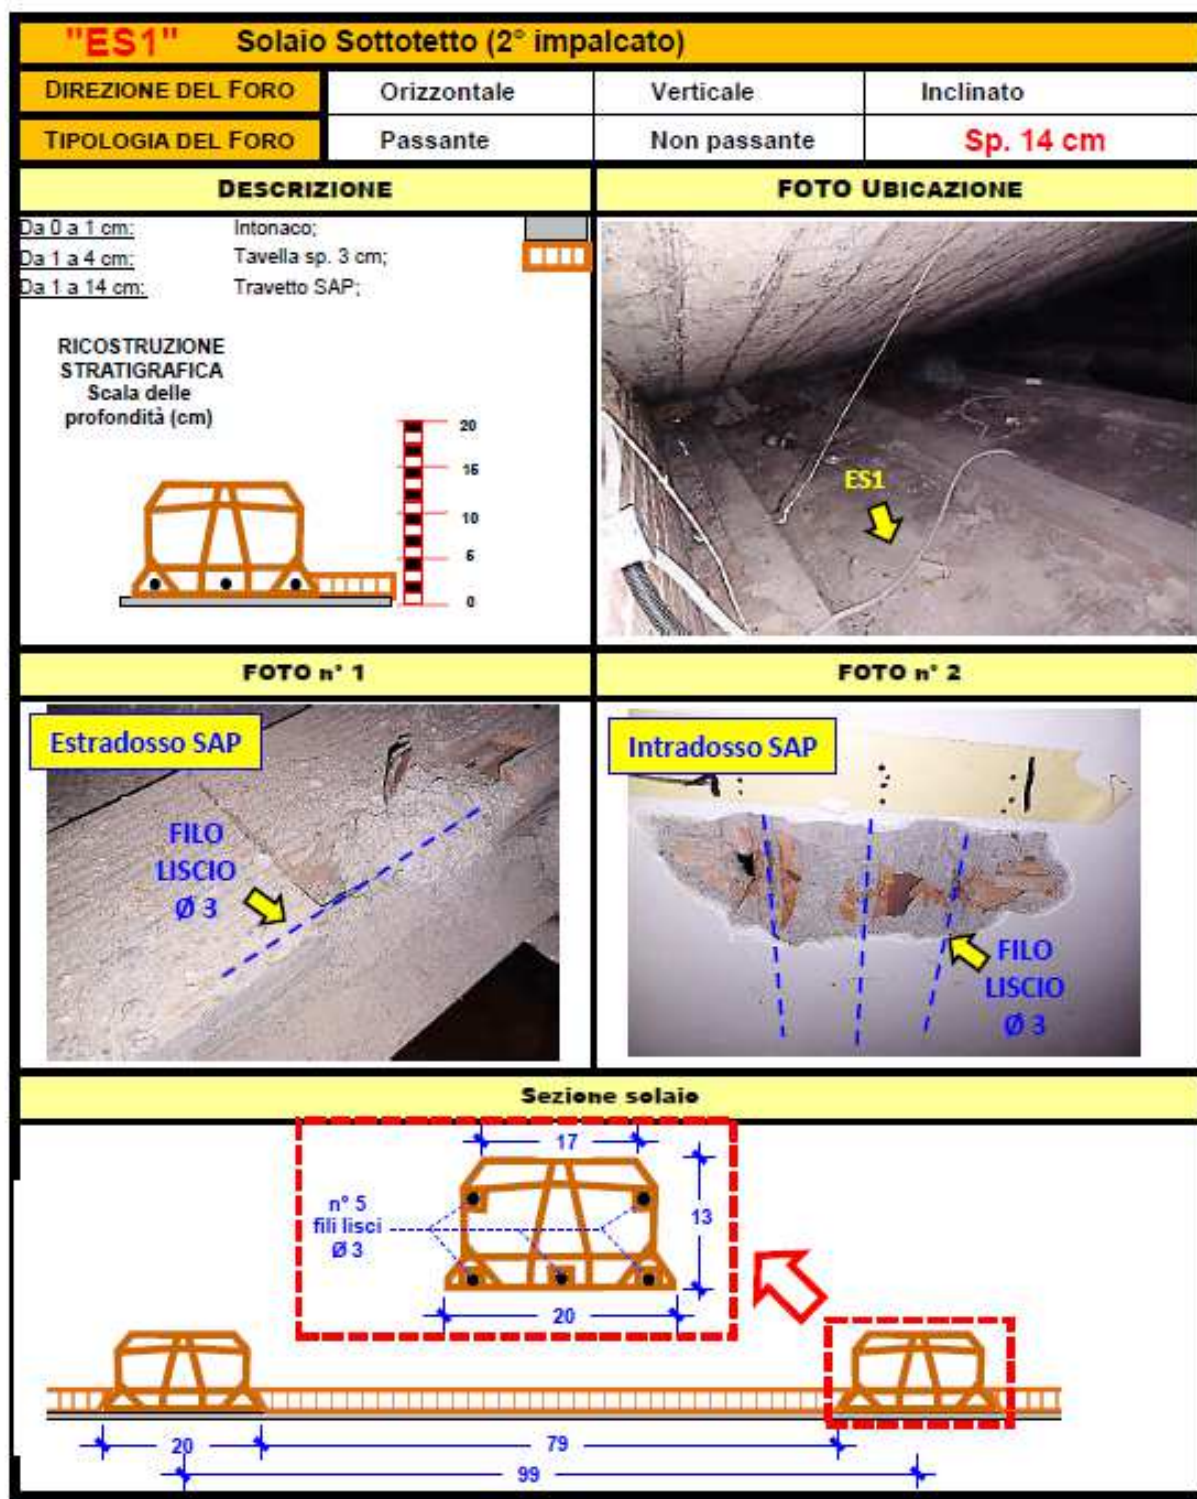 "ES1" Solaio Sottotetto (2° impalcato)
DIREZIONE DEL FORO Orizzontale Verticale Inclinato
TIPOLOGIA DEL FORO Passante Non passante Sp. 14 cm
DESCRIZIONE
Da 0 a 1 cm: Intonaco;
Da 1 a 4 cm: Tavella sp. 3 cm;
Da 1 a 14 cm: Travetto SAP;
RICOSTRUZIONE
STRATIGRAFICA
Scala delle
profondità (cm)
20
15
10
5
0
FOTO UBICAZIONE
ES1
FOTO n° 1
Estradosso SAP
FILO
LISCIO
Ø 3
FOTO n° 2
Intradosso SAP
FILO
LISCIO
Ø 3
Sezione solaio
17
n° 5
fili lisci
Ø 3
13
20
20
79
99